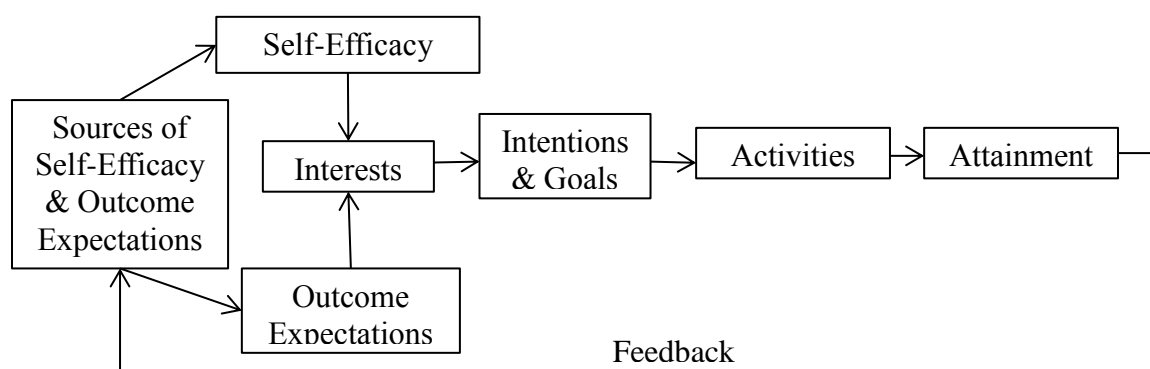 Self-Efficacy
Sources of
Self-Efficacy
& Outcome
Expectations
Interests
Intentions
& Goals
Activities
Attainment
Outcome
Expectations
Feedback